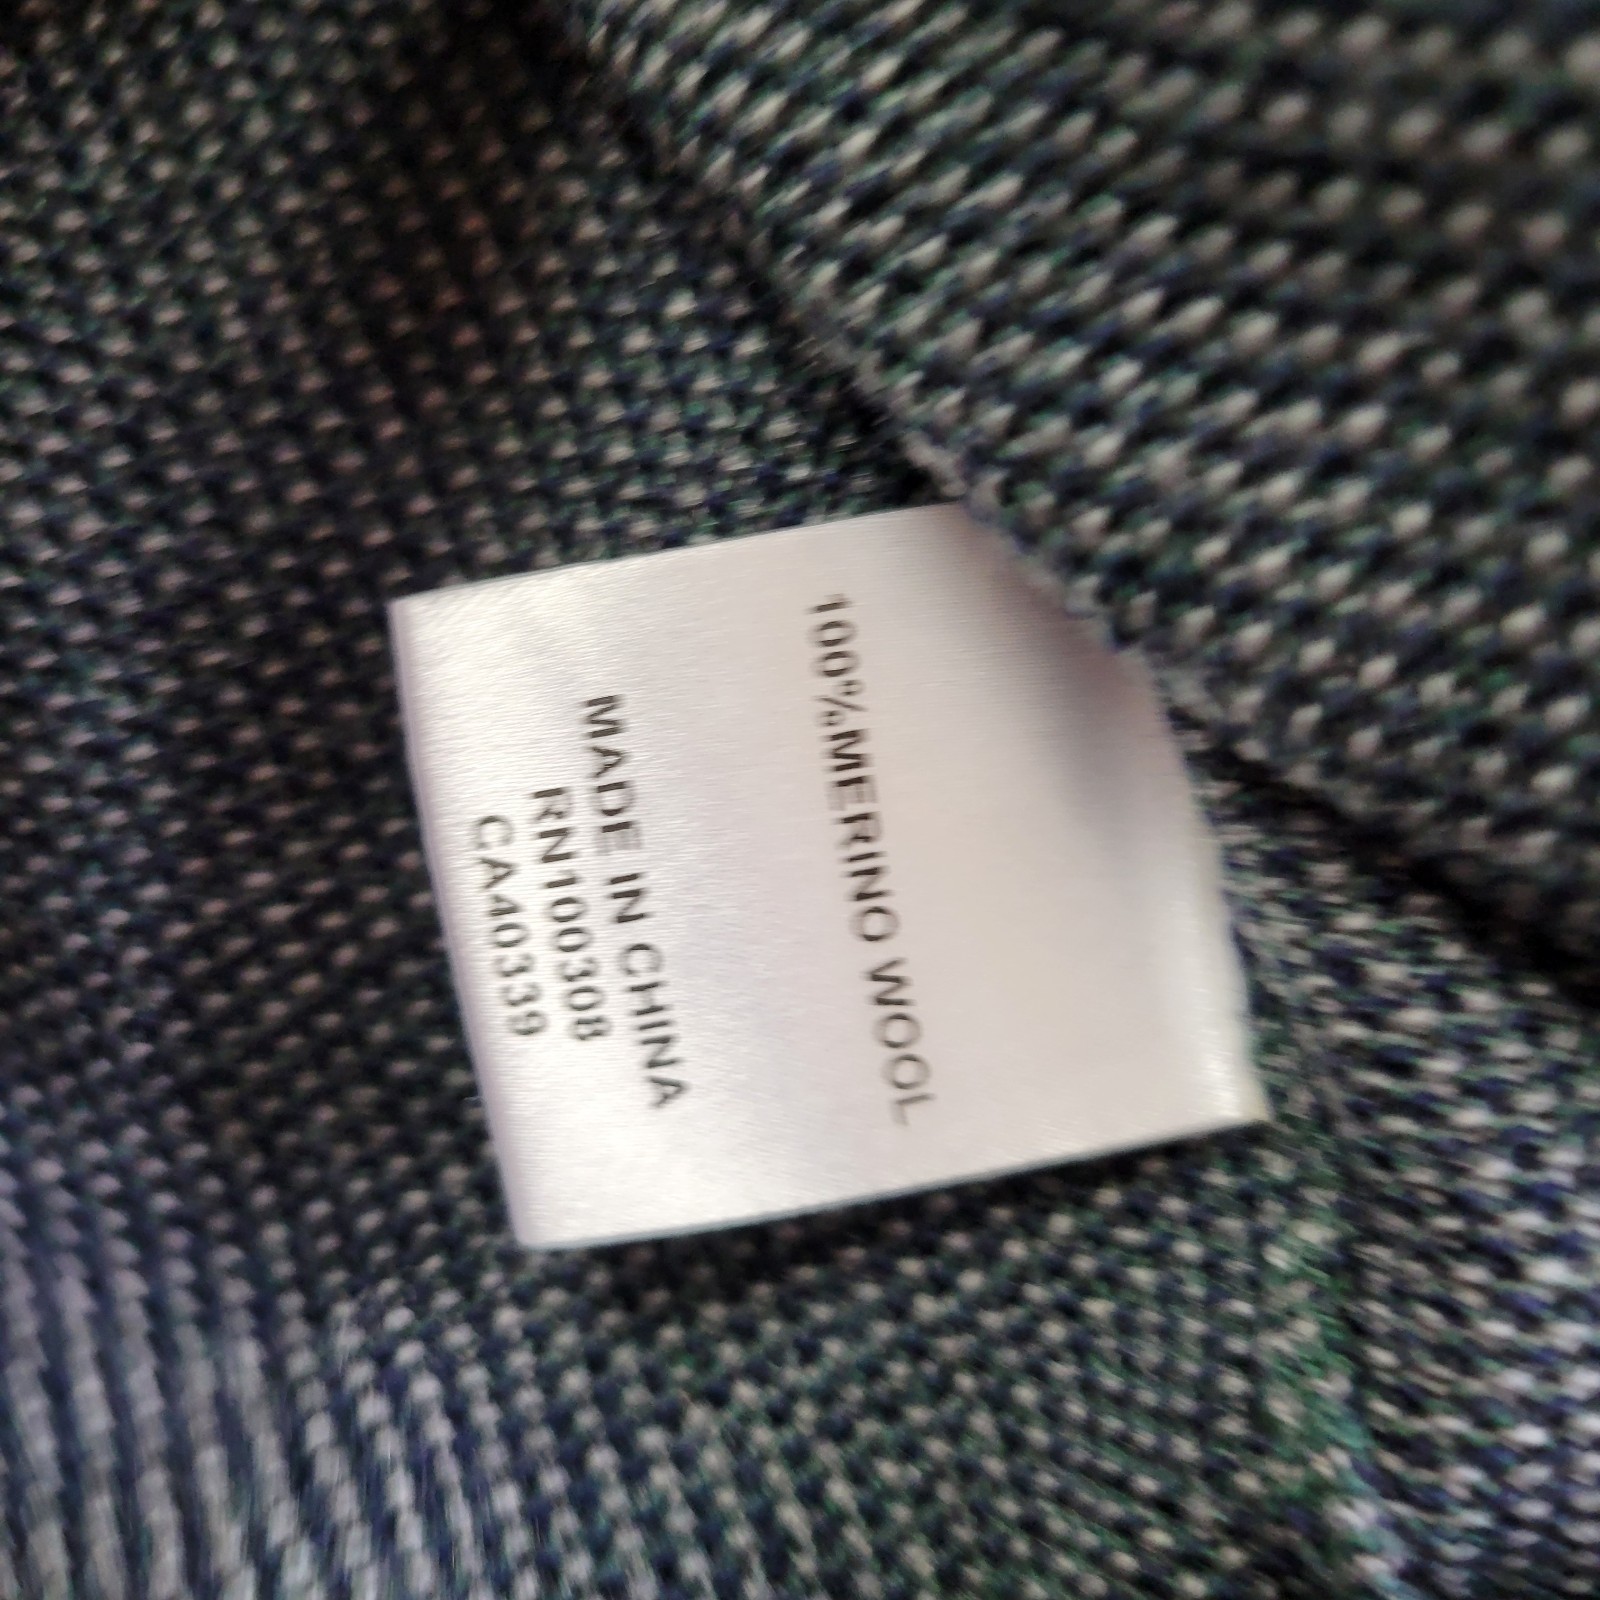 100%MERINO WOOL
MADE IN CHINA
RN100308
CA40339